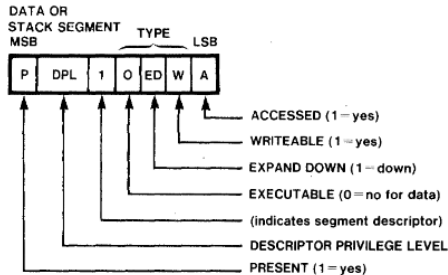 DATA OR
STACK SEGMENT
TYPE
MSB
LSB
P DPL 1 0 ED W A
ACCESSED (1=yes)
WRITEABLE (1=yes)
EXPAND DOWN (1=down)
EXECUTABLE (0=no for data)
(indicates segment descriptor)
DESCRIPTOR PRIVILEGE LEVEL
PRESENT (1=yes)